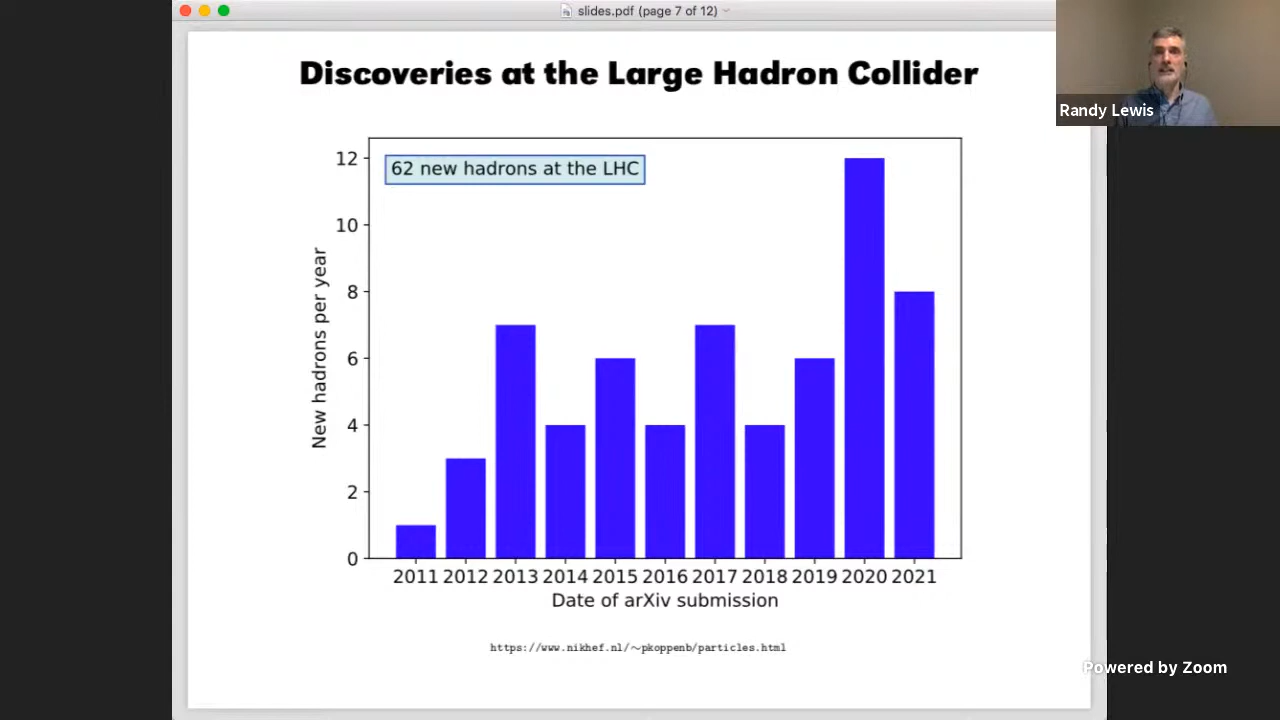 slides.pdf (page 7 of 12)
Discoveries at the Large Hadron Collider
Randy Lewis
62 new hadrons at the LHC
New hadrons per year
12
10
8
6
4
2
0
2011 2012 2013 2014 2015 2016 2017 2018 2019 2020 2021
Date of arXiv submission
https://www.nikhef.nl/~pkoppenb/particles.html
Powered by Zoom